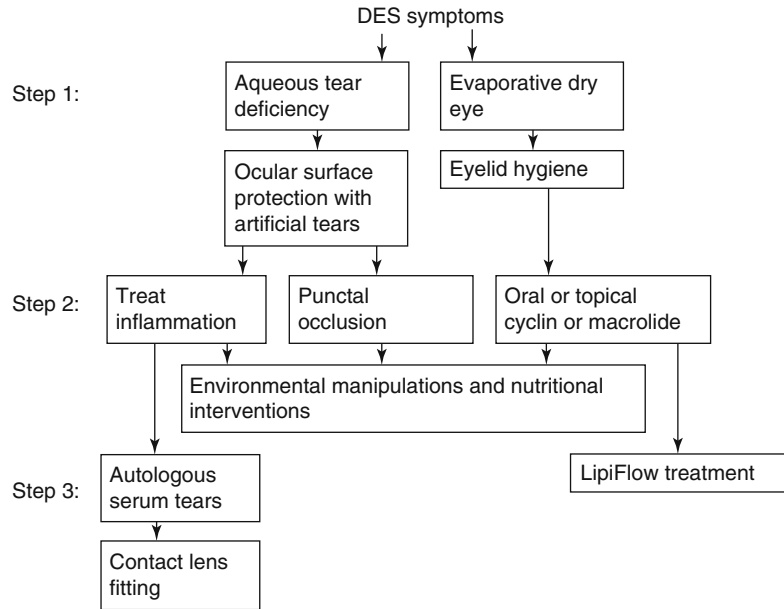 DES symptoms
Step 1:
Aqueous tear
deficiency
Evaporative dry
eye
Ocular surface
protection with
artificial tears
Eyelid hygiene
Step 2:
Treat
inflammation
Punctal
occlusion
Oral or topical
cyclin or macrolide
Environmental manipulations and nutritional
interventions
Step 3:
Autologous
serum tears
LipiFlow treatment
Contact lens
fitting